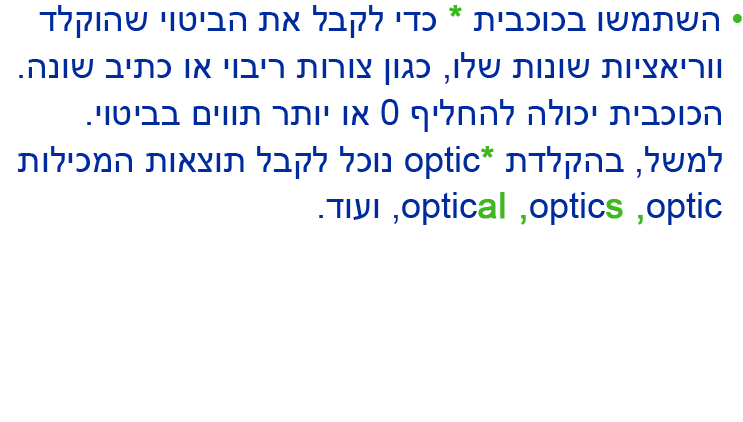 • השתמשו בכוכבית * כדי לקבל את הביטוי שהוקלד
ווריאציות שונות שלו, כגון צורות ריבוי או כתיב שונה.
הכוכבית יכולה להחליף 0 או יותר תווים בביטוי.
למשל, בהקלדת optic* נוכל לקבל תוצאות המכילות
optic, optics, optical, ועוד.